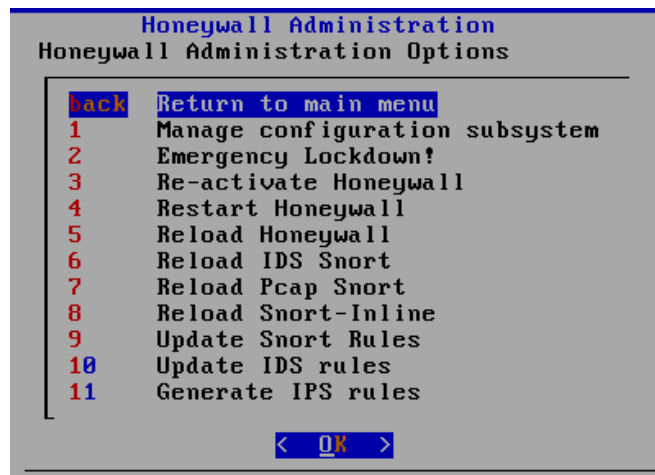 Honeywall Administration
Honeywall Administration Options
back Return to main menu
1 Manage configuration subsystem
2 Emergency Lockdown!
3 Re-activate Honeywall
4 Restart Honeywall
5 Reload Honeywall
6 Reload IDS Snort
7 Reload Pcap Snort
8 Reload Snort-Inline
9 Update Snort Rules
10 Update IDS rules
11 Generate IPS rules
< OK >